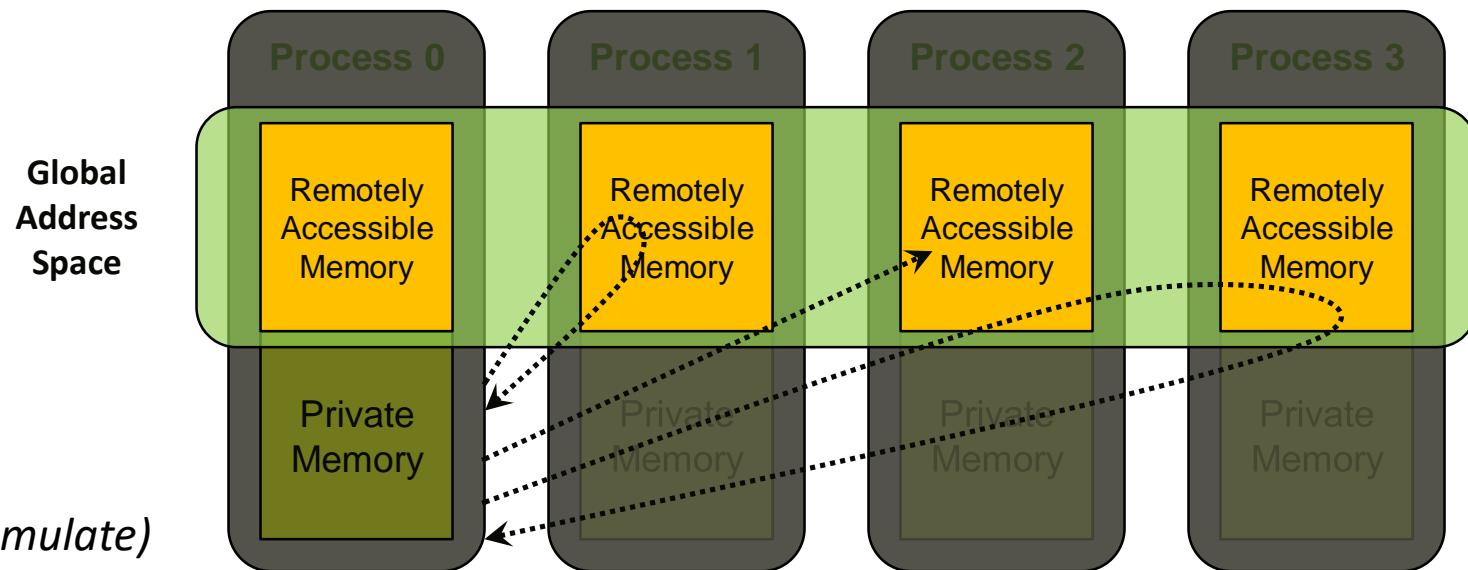 Process 0
Process 1
Process 2
Process 3
Global
Address
Space
Remotely
Accessible
Memory
Remotely
Accessible
Memory
Remotely
Accessible
Memory
Remotely
Accessible
Memory
Private
Memory
Private
Memory
Private
Memory
Private
Memory
mulate)